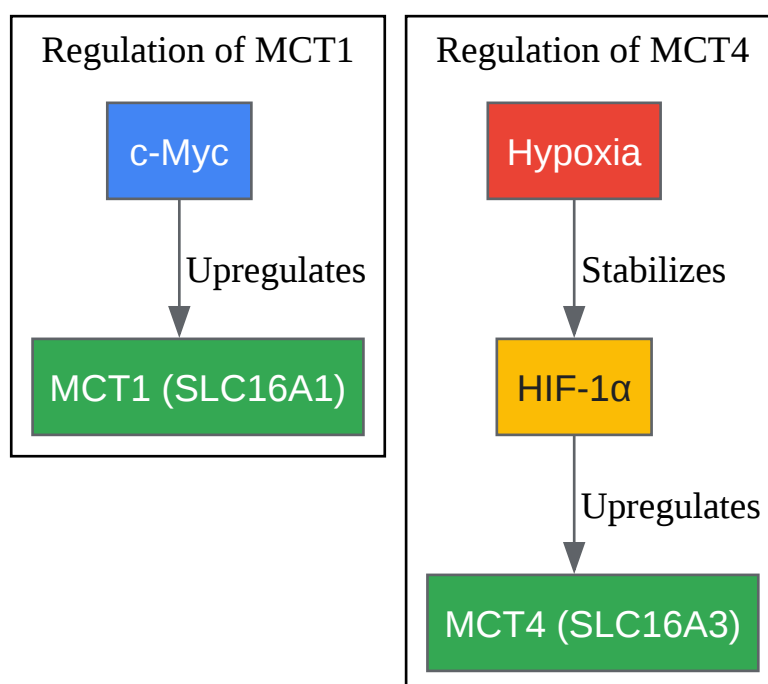 Regulation of MCT1
c-Myc
Upregulates
MCT1 (SLC16A1)
Regulation of MCT4
Hypoxia
Stabilizes
HIF-1α
Upregulates
MCT4 (SLC16A3)